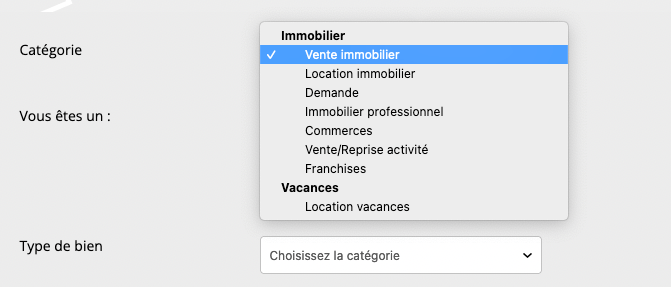 Catégorie
Immobilier
✓ Vente immobilier
Location immobilier
Demande
Immobilier professionnel
Commerces
Vente/Reprise activité
Franchises
Vacances
Location vacances
Vous êtes un :
Type de bien
Choisissez la catégorie